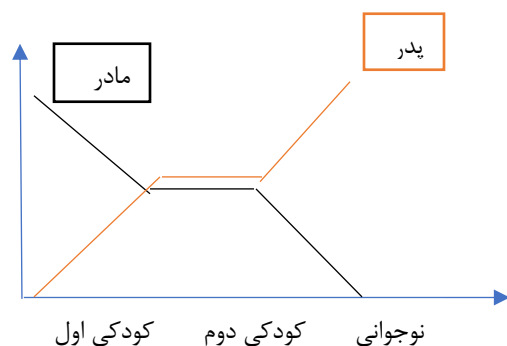 پدر
مادر
کودکی اول کودکی دوم نوجوانی